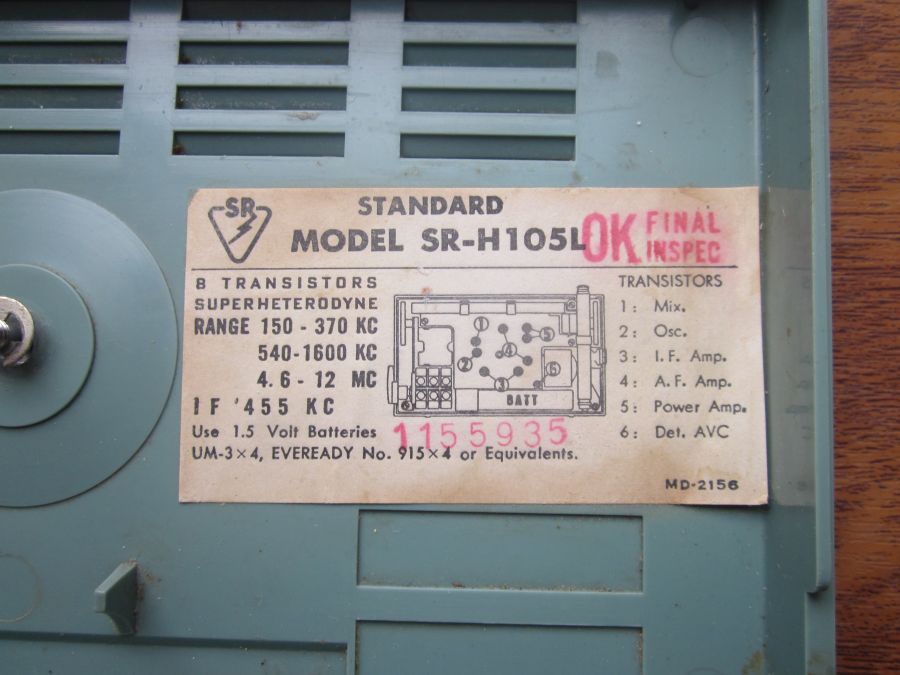 SR
STANDARD
MODEL SR-H105L
OK FINAL INSPEC
8 TRANSISTORS
SUPERHETERODYNE
RANGE 150 - 370 KC
540-1600 KC
4.6 - 12 MC
IF '455 KC
Use 1.5 Volt Batteries
UM-3×4, EVEREADY No. 915×4 or Equivalents.
1
2
3
4
5
6
BATT
1155935
TRANSISTORS
1: Mix.
2: Osc.
3: I.F. Amp.
4: A.F. Amp.
5: Power Amp.
6: Det. AVC
MD-2156